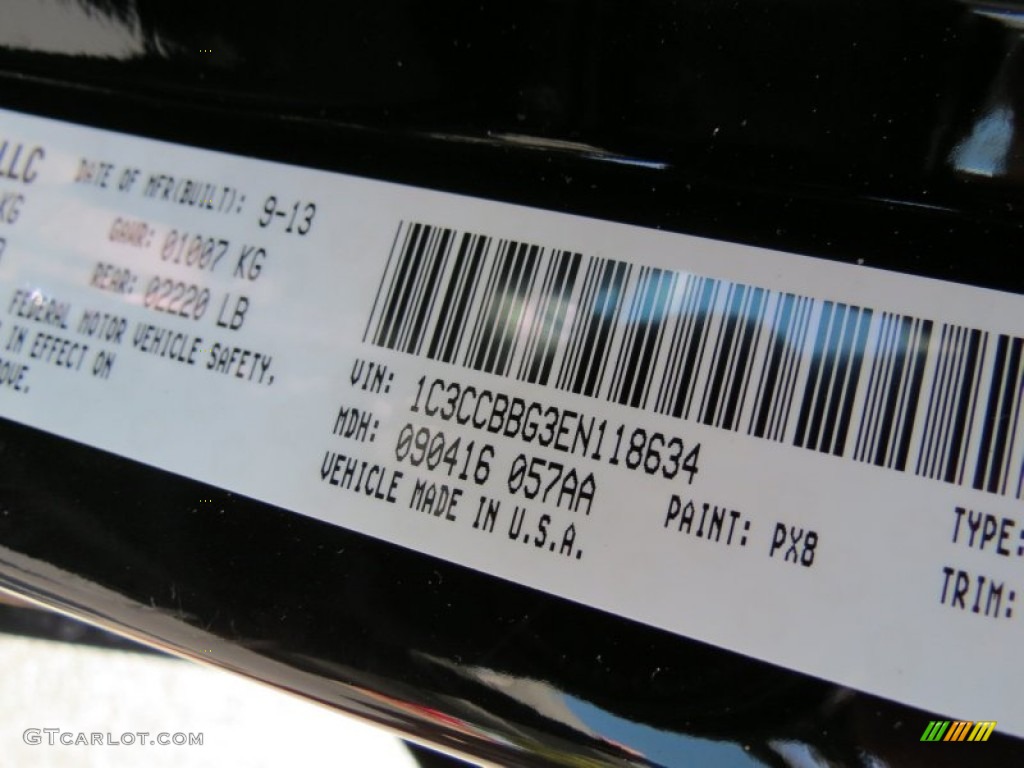 LLC DATE OF MFR(BUILT): 9-13
KG GAWR: 01007 KG
REAR: 02220 LB
FEDERAL MOTOR VEHICLE SAFETY,
IN EFFECT ON
VIN: 1C3CCBBG3EN118634
MDH: 090416 057AA
VEHICLE MADE IN U.S.A.
PAINT: PX8
TYPE:
TRIM:
GTCARLOT.COM